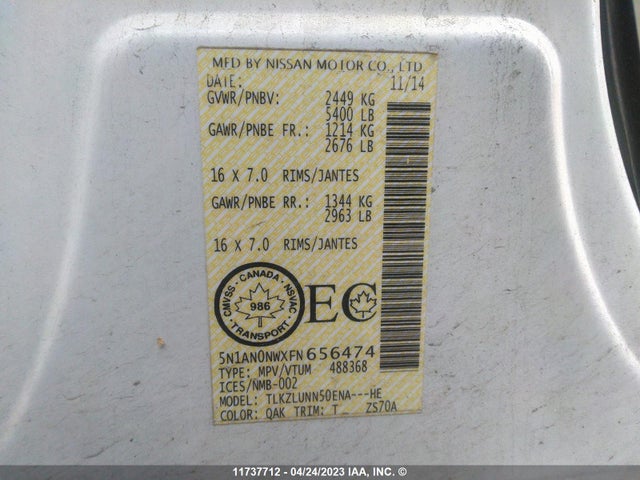 MFD BY NISSAN MOTOR CO., LTD
DATE: 11/14
GVWR/PNBV: 2449 KG
5400 LB
GAWR/PNBE FR.: 1214 KG
2676 LB
16 X 7.0 RIMS/JANTES
GAWR/PNBE RR.: 1344 KG
2963 LB
16 X 7.0 RIMS/JANTES
CMVSS - CANADA - NSVAC
986
TRANSPORT
EC
5N1AN0NWXFN656474
TYPE: MPV/VTUM 488368
ICES/NMB-002
MODEL: TLKZLUNN50ENA---HE
COLOR: QAK TRIM: T_ ZS70A
11737712 - 04/24/2023 IAA, INC. ©